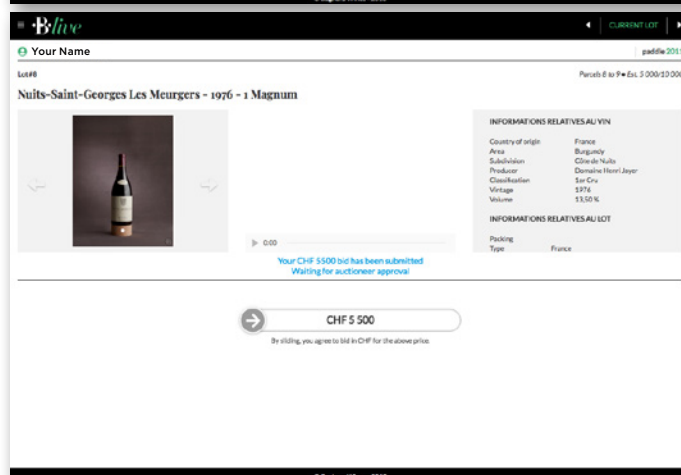 B·live
CURRENT LOT
Your Name
paddle 201
Lot#8
Parcels 8 to 9 • Est. 5 000/10 000
Nuits-Saint-Georges Les Meurgers - 1976 - 1 Magnum
INFORMATIONS RELATIVES AU VIN
Country of origin France
Area Burgundy
Subdivision Côte de Nuits
Producer Domaine Henri Jayer
Classification 1er Cru
Vintage 1976
Volume 13,50 %
INFORMATIONS RELATIVES AU LOT
Packing
Type France
0:00
Your CHF 5500 bid has been submitted
Waiting for auctioneer approval
CHF 5 500
By sliding, you agree to bid in CHF for the above price.